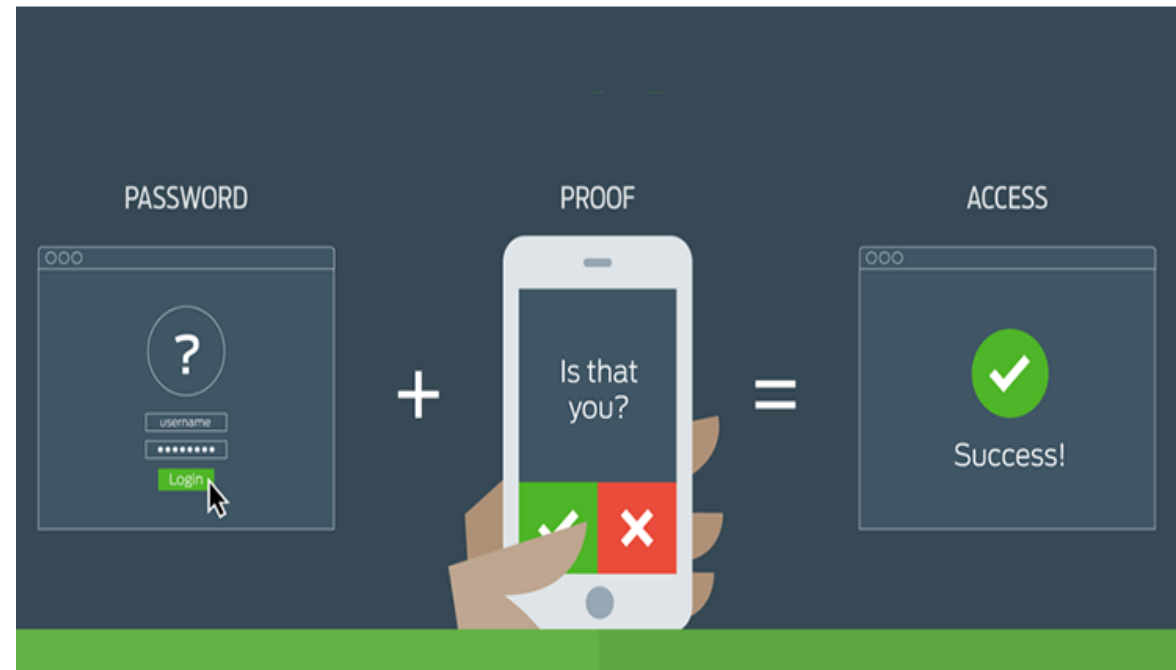 PASSWORD
PROOF
ACCESS
?
username
Login
Is that
you?
+
=
Success!